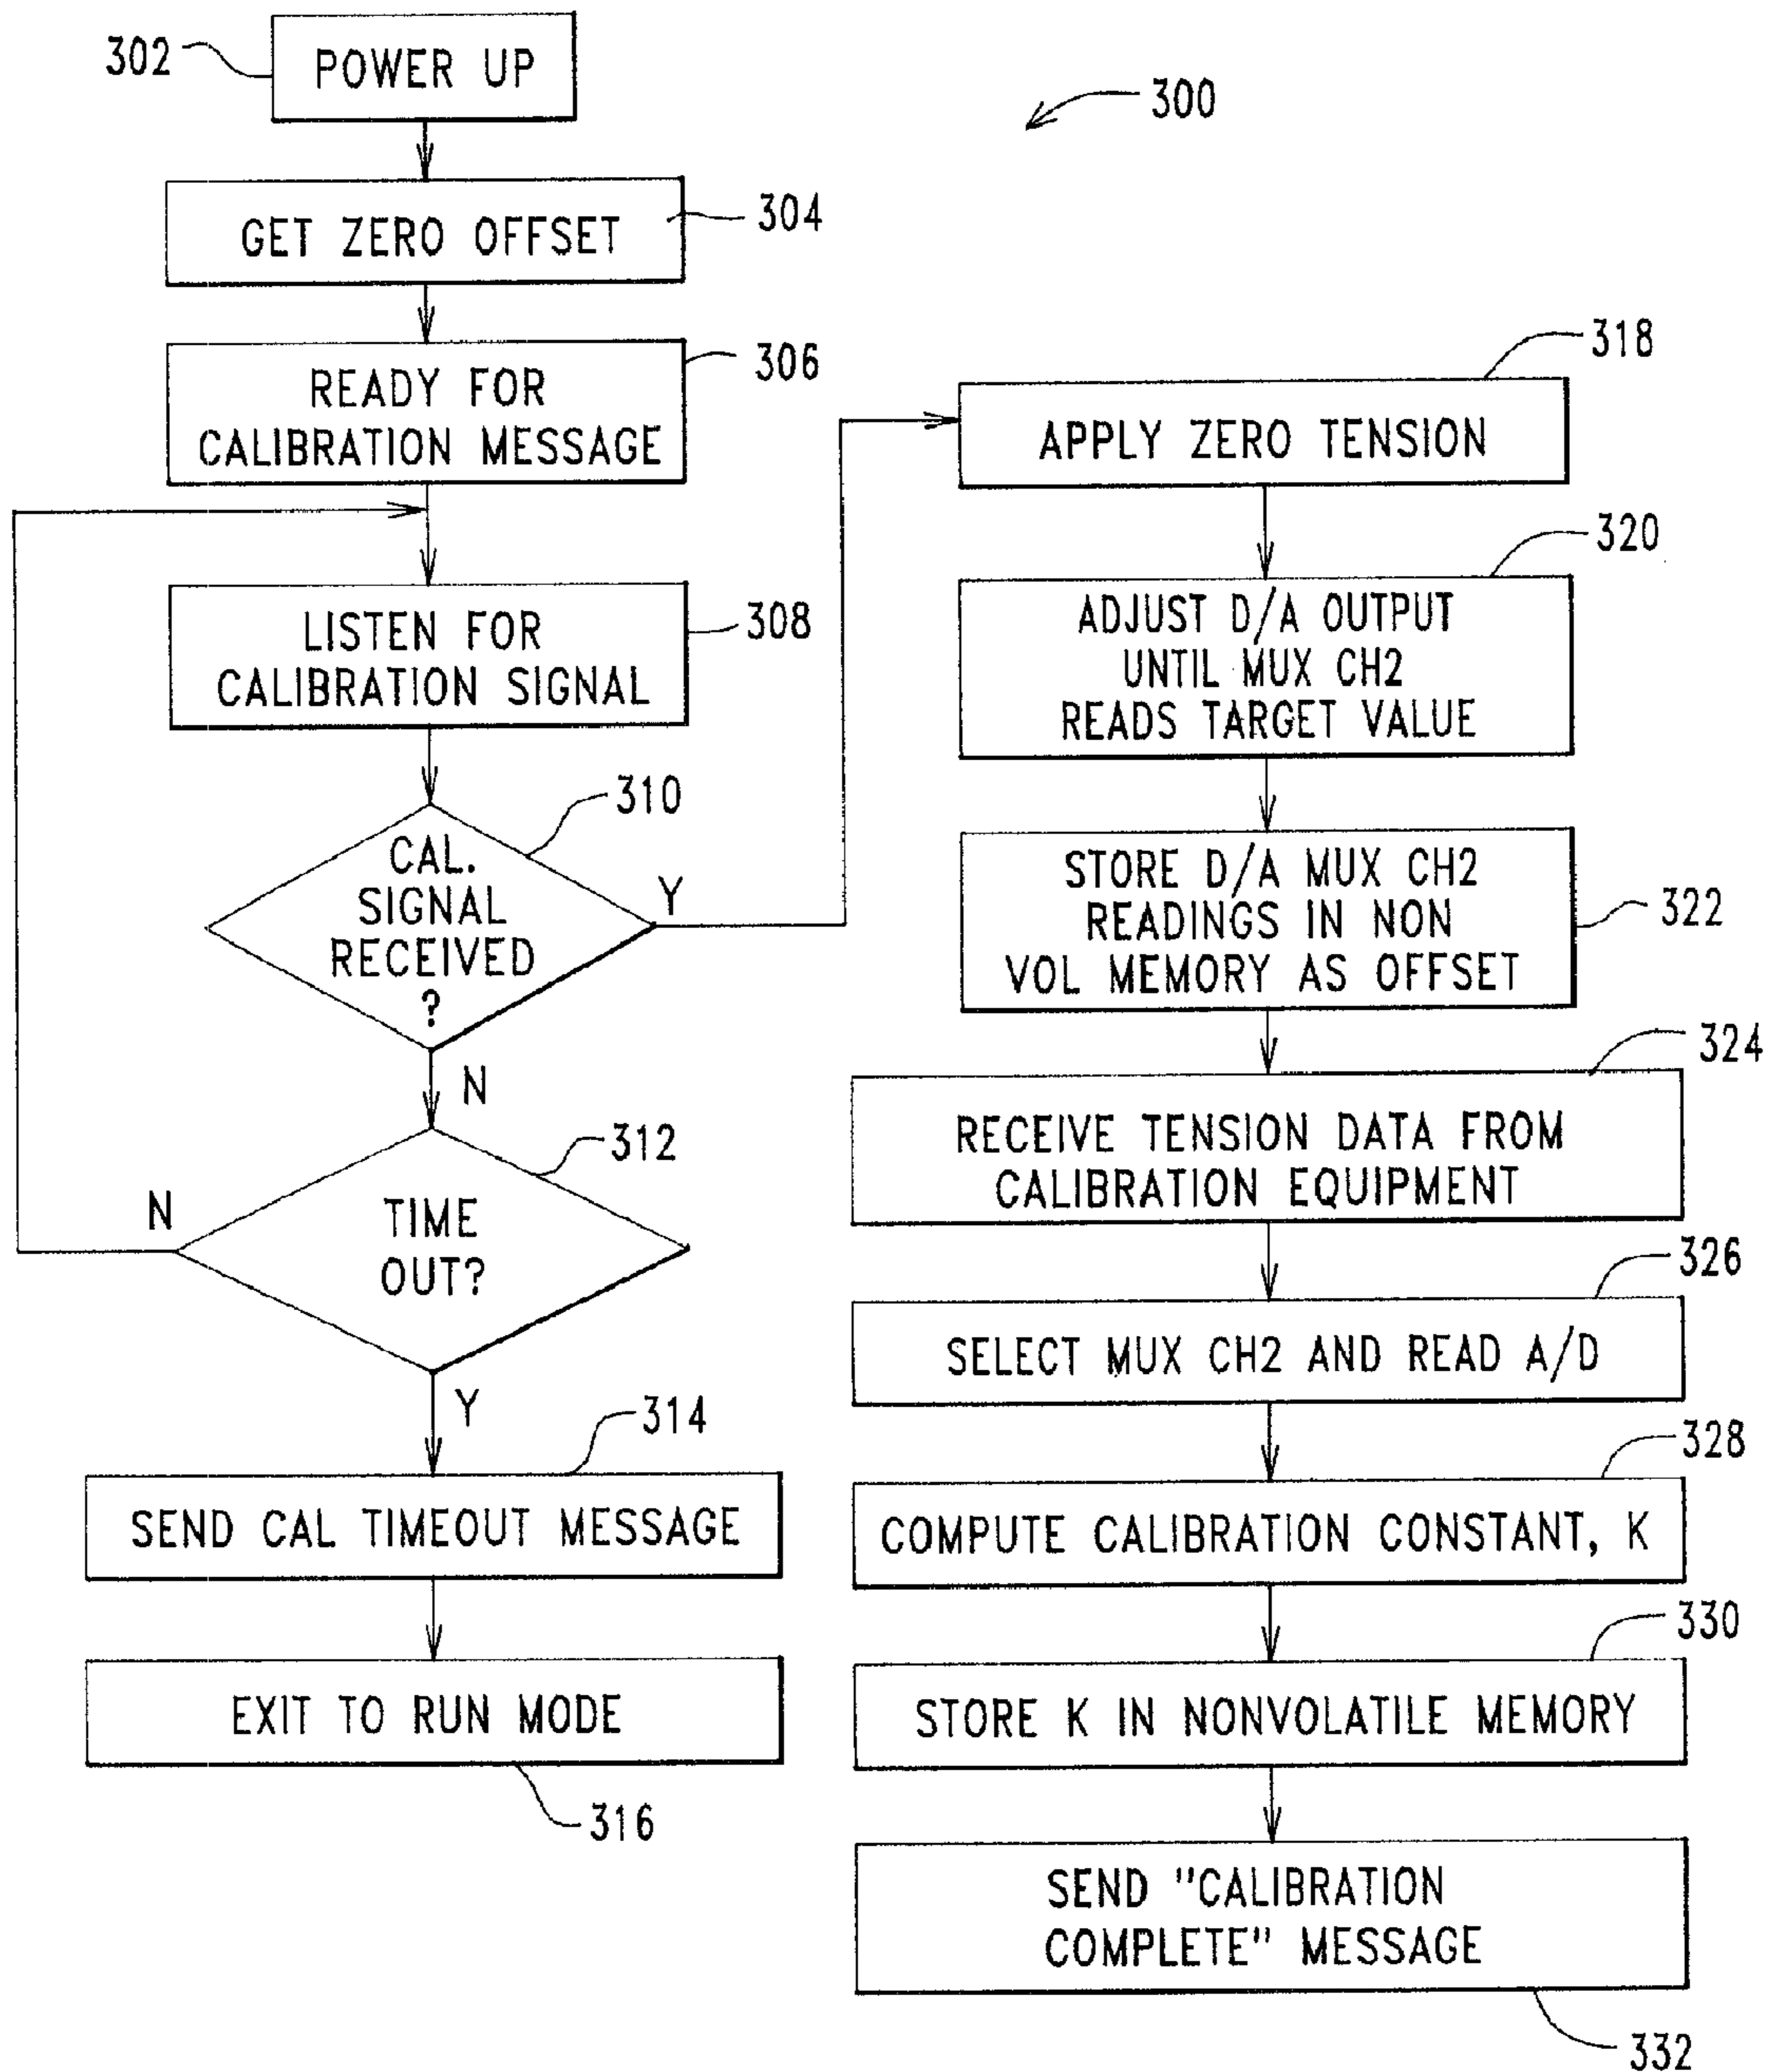 302
POWER UP
300
GET ZERO OFFSET
304
READY FOR
CALIBRATION MESSAGE
306
LISTEN FOR
CALIBRATION SIGNAL
308
CAL.
SIGNAL
RECEIVED
?
310
Y
N
TIME
OUT?
312
N
Y
SEND CAL TIMEOUT MESSAGE
314
EXIT TO RUN MODE
316
APPLY ZERO TENSION
318
ADJUST D/A OUTPUT
UNTIL MUX CH2
READS TARGET VALUE
320
STORE D/A MUX CH2
READINGS IN NON
VOL MEMORY AS OFFSET
322
RECEIVE TENSION DATA FROM
CALIBRATION EQUIPMENT
324
SELECT MUX CH2 AND READ A/D
326
COMPUTE CALIBRATION CONSTANT, K
328
STORE K IN NONVOLATILE MEMORY
330
SEND "CALIBRATION
COMPLETE" MESSAGE
332